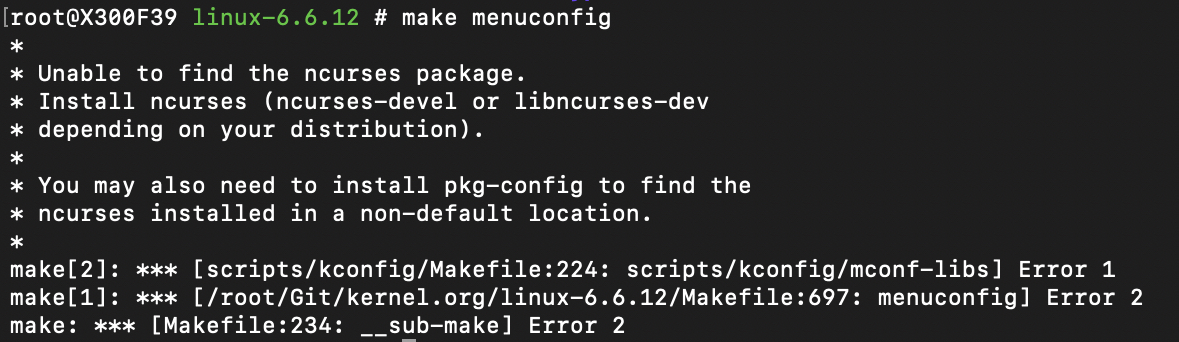 [root@X300F39 linux-6.6.12 # make menuconfig
*
* Unable to find the ncurses package.
* Install ncurses (ncurses-devel or libncurses-dev
* depending on your distribution).
*
* You may also need to install pkg-config to find the
* ncurses installed in a non-default location.
*
make[2]: *** [scripts/kconfig/Makefile:224: scripts/kconfig/mconf-libs] Error 1
make[1]: *** [/root/Git/kernel.org/linux-6.6.12/Makefile:697: menuconfig] Error 2
make: *** [Makefile:234: __sub-make] Error 2